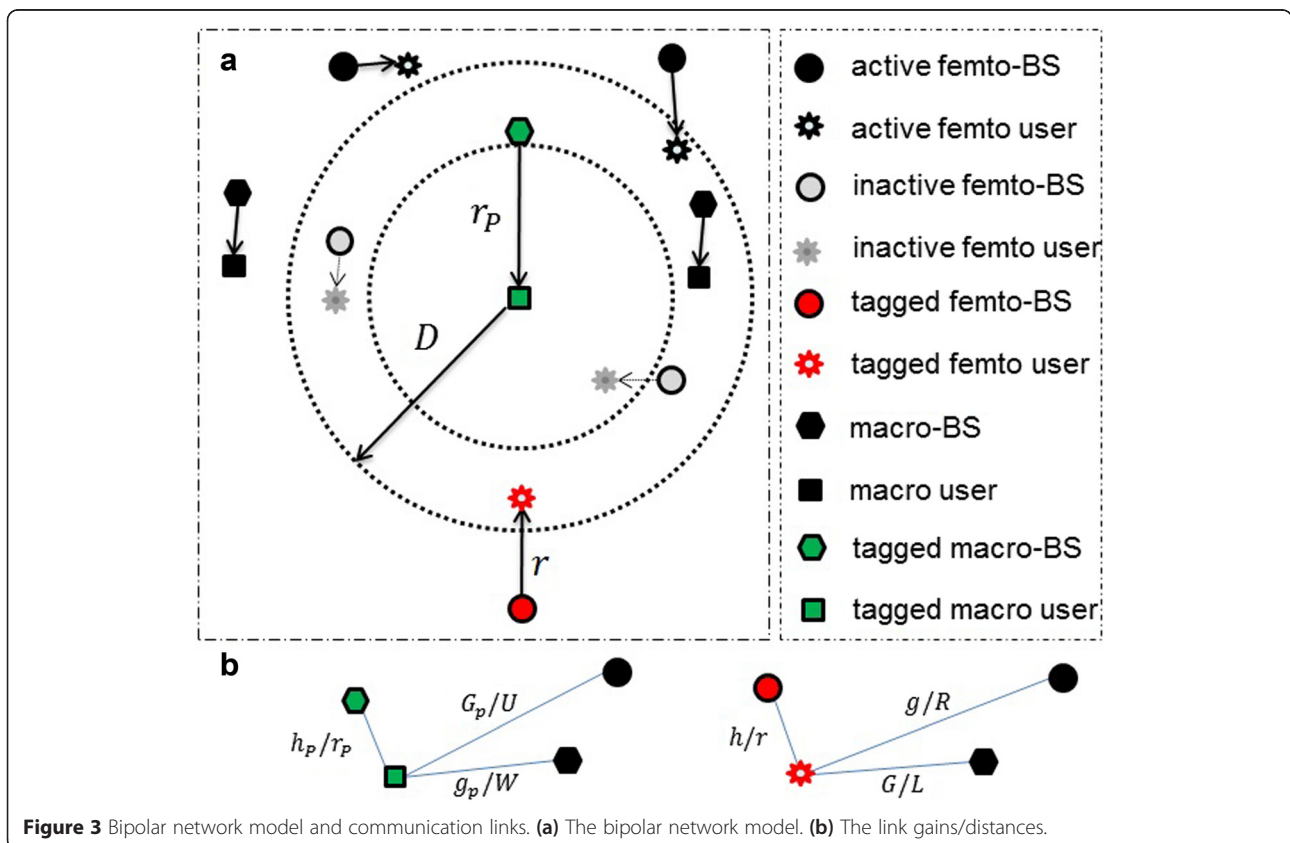 a
r_P
D
r
active femto-BS
active femto user
inactive femto-BS
inactive femto user
tagged femto-BS
tagged femto user
macro-BS
macro user
tagged macro-BS
tagged macro user
b
G_p/U
h_P/r_P
g_p/W
g/R
h/r
G/L
Figure 3 Bipolar network model and communication links. (a) The bipolar network model. (b) The link gains/distances.